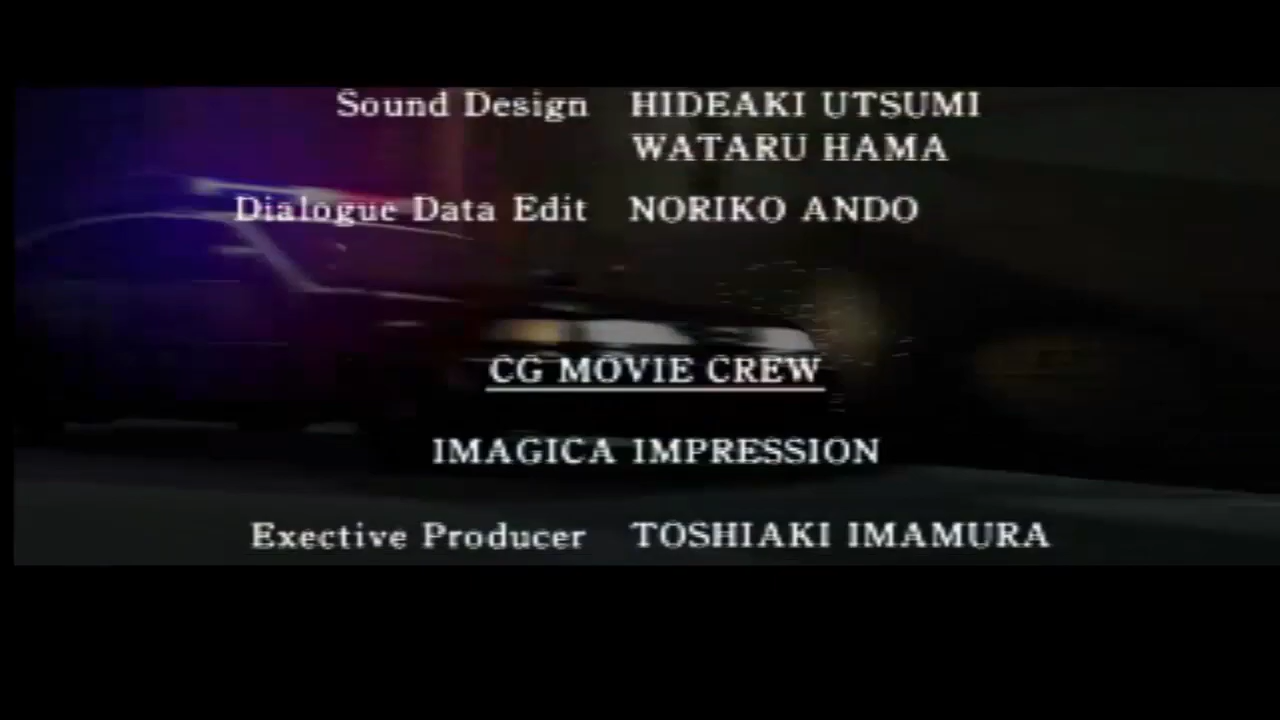 Sound Design HIDEAKI UTSUMI
WATARU HAMA
Dialogue Data Edit NORIKO ANDO
CG MOVIE CREW
IMAGICA IMPRESSION
Exective Producer TOSHIAKI IMAMURA